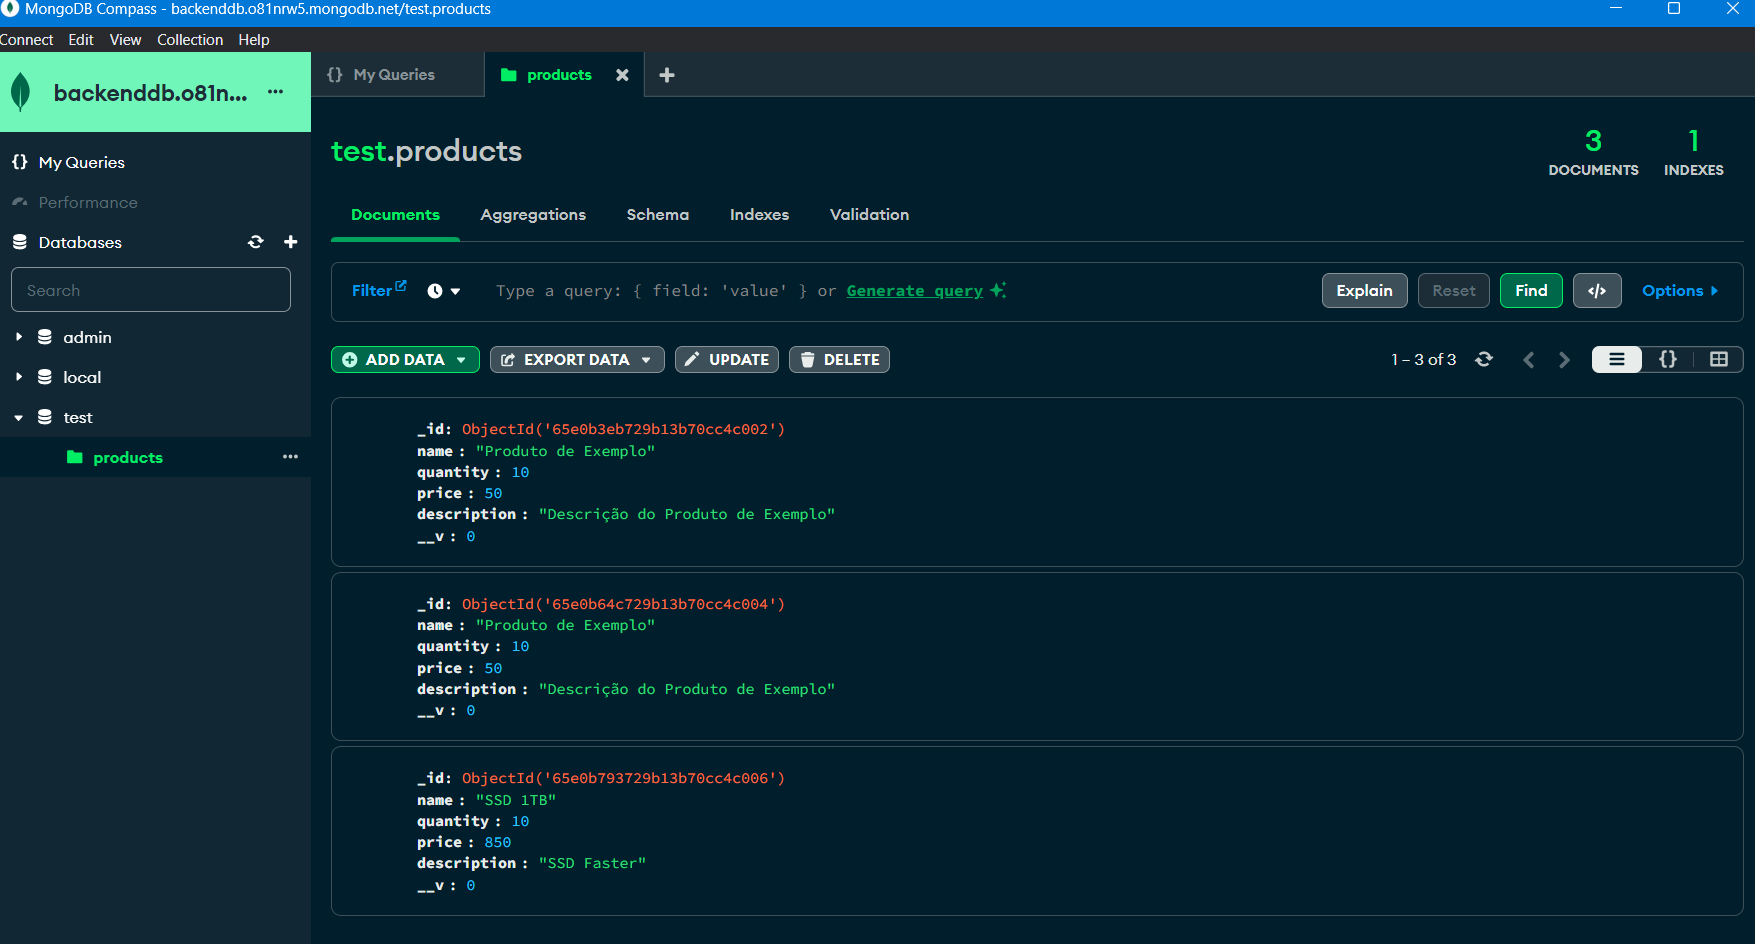 MongoDB Compass - backenddb.o81nrw5.mongodb.net/test.products
Connect Edit View Collection Help
backenddb.o81n... ...
{} My Queries
products
My Queries
Performance
Databases
Search
admin
local
test
products ...
test.products
3
DOCUMENTS
1
INDEXES
Documents Aggregations Schema Indexes Validation
Filter Type a query: { field: 'value' } or Generate query Explain Reset Find </> Options
ADD DATA EXPORT DATA UPDATE DELETE 1 – 3 of 3 {}
_id: ObjectId('65e0b3eb729b13b70cc4c002')
name : "Produto de Exemplo"
quantity : 10
price : 50
description : "Descrição do Produto de Exemplo"
__v : 0
_id: ObjectId('65e0b64c729b13b70cc4c004')
name : "Produto de Exemplo"
quantity : 10
price : 50
description : "Descrição do Produto de Exemplo"
__v : 0
_id: ObjectId('65e0b793729b13b70cc4c006')
name : "SSD 1TB"
quantity : 10
price : 850
description : "SSD Faster"
__v : 0